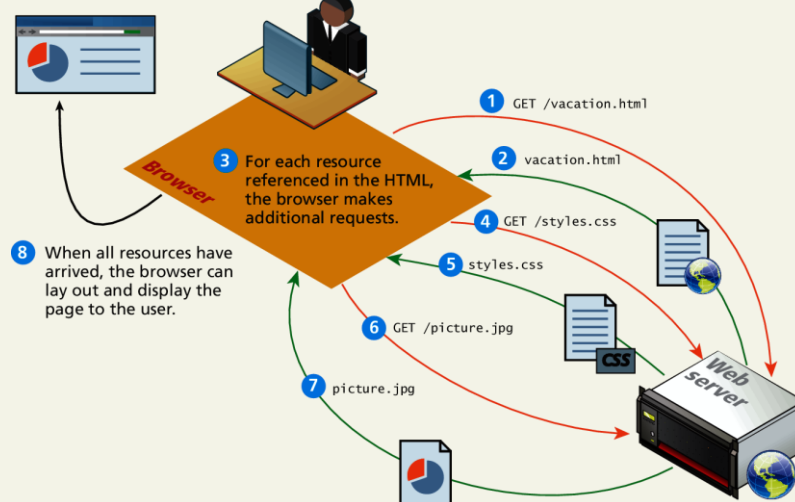 1 GET /vacation.html
2 vacation.html
Browser
3 For each resource
referenced in the HTML,
the browser makes
additional requests.
4 GET /styles.css
5 styles.css
6 GET /picture.jpg
7 picture.jpg
8 When all resources have
arrived, the browser can
lay out and display the
page to the user.
CSS
Web
server